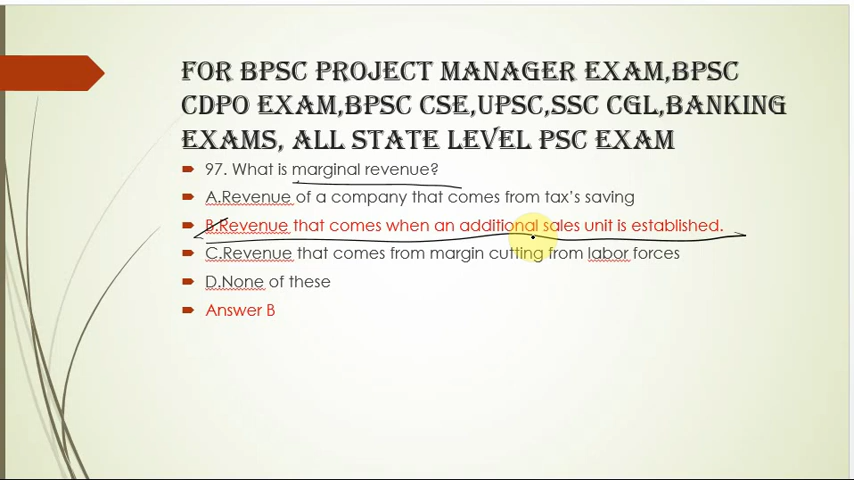 FOR BPSC PROJECT MANAGER EXAM,BPSC
CDPO EXAM,BPSC CSE,UPSC,SSC CGL,BANKING
EXAMS, ALL STATE LEVEL PSC EXAM
97. What is marginal revenue?
A.Revenue of a company that comes from tax’s saving
B.Revenue that comes when an additional sales unit is established.
C.Revenue that comes from margin cutting from labor forces
D.None of these
Answer B